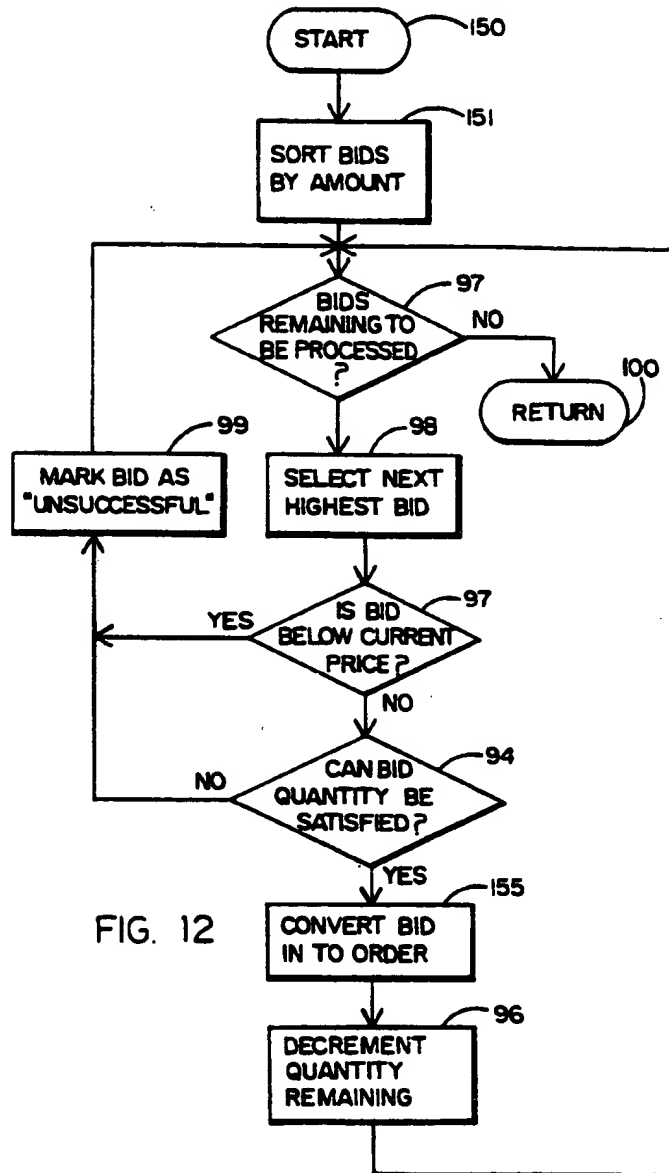 START
150
151
SORT BIDS
BY AMOUNT
97
BIDS
REMAINING TO
BE PROCESSED
?
NO
100
RETURN
99
MARK BID AS
"UNSUCCESSFUL"
98
SELECT NEXT
HIGHEST BID
97
YES
IS BID
BELOW CURRENT
PRICE?
NO
94
NO
CAN BID
QUANTITY BE
SATISFIED?
YES
155
FIG. 12
CONVERT BID
IN TO ORDER
96
DECREMENT
QUANTITY
REMAINING